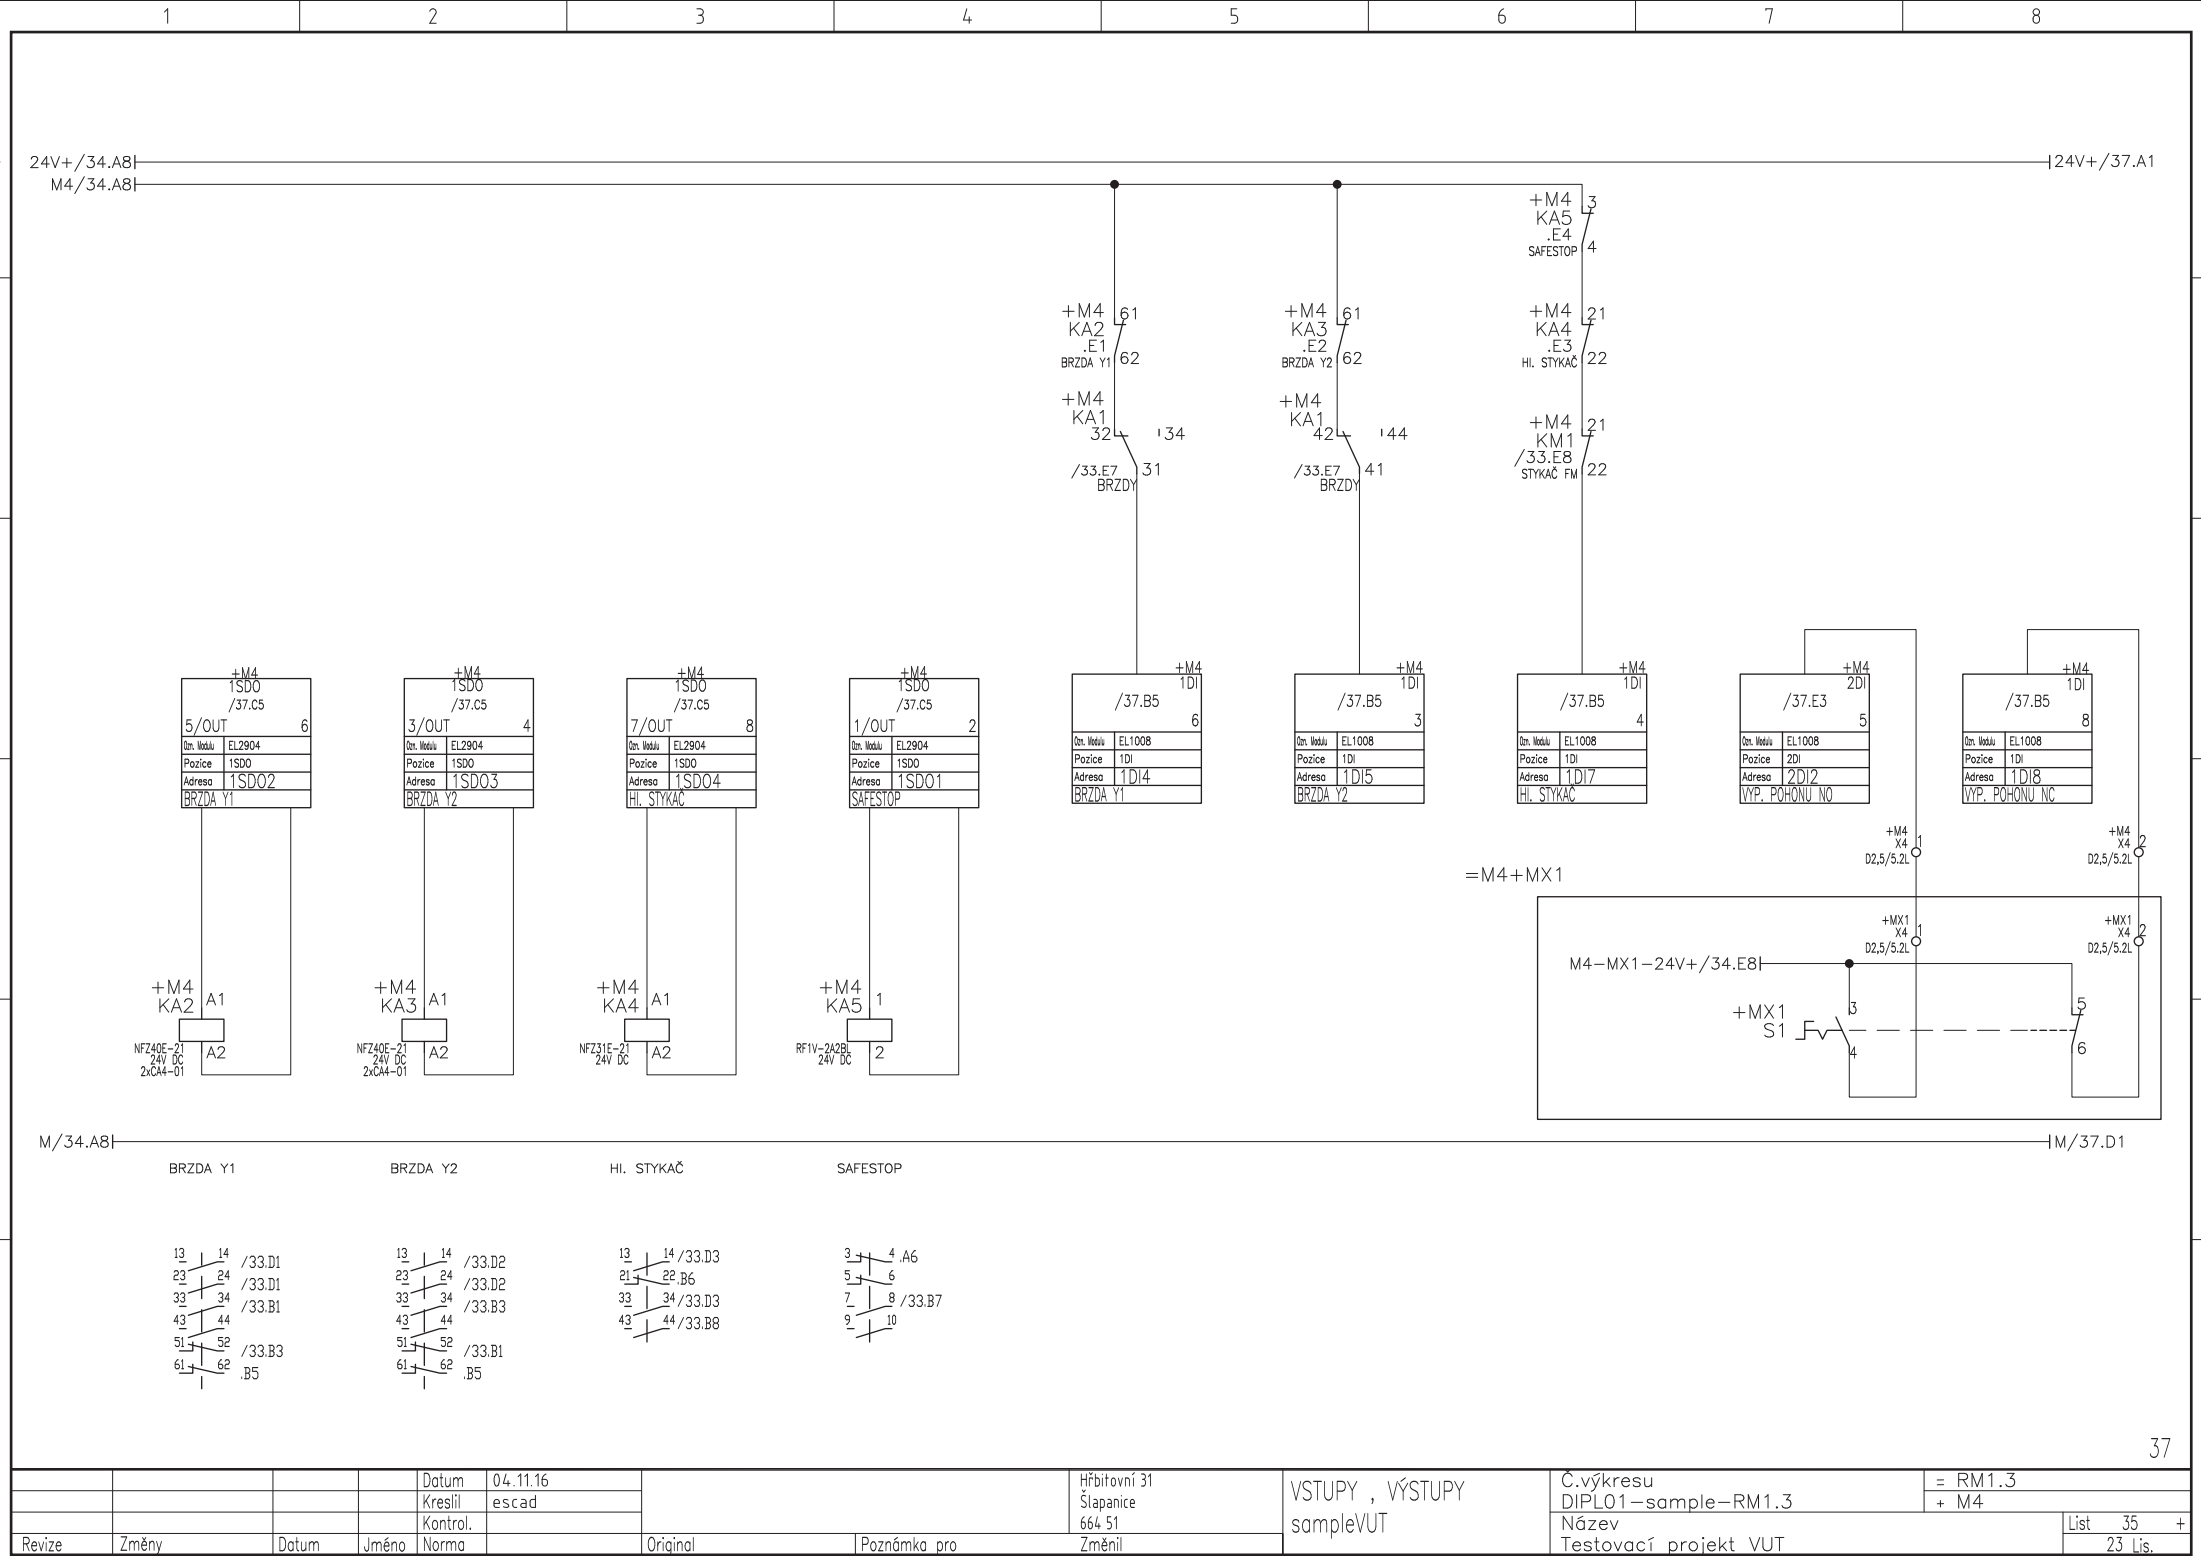 1 2 3 4 5 6 7 8
24V+/34.A8 24V+/37.A1
M4/34.A8
+M4 3
KA5
.E4
SAFESTOP 4
+M4 61
KA2
.E1
BRZDA Y1 62
+M4 61
KA3
.E2
BRZDA Y2 62
+M4 21
KA4
.E3
Hl. STYKAČ 22
+M4
KA1
32 34
/33.E7 31
BRZDY
+M4
KA1
42 44
/33.E7 41
BRZDY
+M4 21
KM1
/33.E8
STYKAČ FM 22
+M4
1SDO
/37.C5
5/OUT 6
Ozn. Modulu EL2904
Pozice 1SDO
Adresa 1SDO2
BRZDA Y1
+M4
1SDO
/37.C5
3/OUT 4
Ozn. Modulu EL2904
Pozice 1SDO
Adresa 1SDO3
BRZDA Y2
+M4
1SDO
/37.C5
7/OUT 8
Ozn. Modulu EL2904
Pozice 1SDO
Adresa 1SDO4
Hl. STYKAČ
+M4
1SDO
/37.C5
1/OUT 2
Ozn. Modulu EL2904
Pozice 1SDO
Adresa 1SDO1
SAFESTOP
+M4
1DI
/37.B5
6
Ozn. Modulu EL1008
Pozice 1DI
Adresa 1DI4
BRZDA Y1
+M4
1DI
/37.B5
3
Ozn. Modulu EL1008
Pozice 1DI
Adresa 1DI5
BRZDA Y2
+M4
1DI
/37.B5
4
Ozn. Modulu EL1008
Pozice 1DI
Adresa 1DI7
Hl. STYKAČ
+M4
2DI
/37.E3
5
Ozn. Modulu EL1008
Pozice 2DI
Adresa 2DI2
VYP. POHONU NO
+M4
1DI
/37.B5
8
Ozn. Modulu EL1008
Pozice 1DI
Adresa 1DI8
VYP. POHONU NC
+M4
X4 1
D2,5/5.2L
+M4
X4 2
D2,5/5.2L
=M4+MX1
+MX1
X4 1
D2,5/5.2L
+MX1
X4 2
D2,5/5.2L
M4-MX1-24V+/34.E8
+MX1 3
S1
4
5
6
+M4
KA2 A1
NFZ40E-21 A2
24V DC
2xCA4-01
+M4
KA3 A1
NFZ40E-21 A2
24V DC
2xCA4-01
+M4
KA4 A1
NFZ31E-21 A2
24V DC
+M4
KA5 1
RF1V-2A2BL 2
24V DC
M/34.A8 M/37.D1
BRZDA Y1 BRZDA Y2 Hl. STYKAČ SAFESTOP
13 14 /33.D1
23 24 /33.D1
33 34 /33.B1
43 44
51 52 /33.B3
61 62 .B5
13 14 /33.D2
23 24 /33.D2
33 34 /33.B3
43 44
51 52 /33.B1
61 62 .B5
13 14 /33.D3
21 22 .B6
33 34 /33.D3
43 44 /33.B8
3 4 .A6
5 6
7 8 /33.B7
9 10
37
Datum 04.11.16
Kreslil escad
Kontrol.
Revize Změny Datum Jméno Norma Original Poznámka pro Změnil
Hřbitovní 31
Šlapanice
664 51
VSTUPY , VÝSTUPY
sampleVUT
Č.výkresu
DIPL01-sample-RM1.3
Název
Testovací projekt VUT
= RM1.3
+ M4
List 35 +
23 Lis.